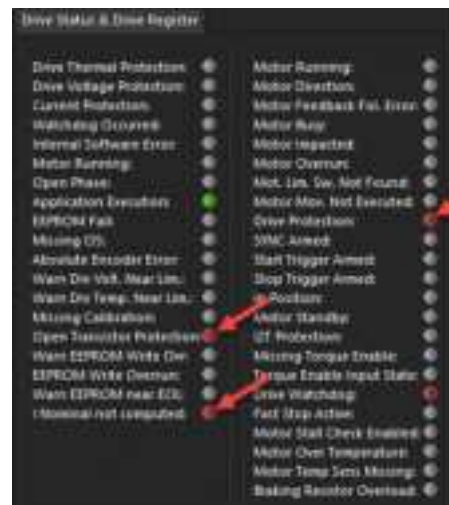 Drive Status & Drive Register
Drive Thermal Protection:
Drive Voltage Protection:
Current Protection:
Watchdog Occurred:
Internal Software Error:
Motor Running:
Open Phase:
Application Execution:
EEPROM Fail:
Missing OS:
Absolute Encoder Error:
Warn Drv Volt. Near Lim.:
Warn Drv Temp. Near Lim.:
Missing Calibration:
Open Transistor Protection:
Warn EEPROM Write Ovr:
EEPROM Write Overrun:
Warn EEPROM near EOL:
I Nominal not computed:
Motor Running:
Motor Direction:
Motor Feedback Fol. Error:
Motor Busy:
Motor Impacted:
Motor Overrun:
Mot. Lim. Sw. Not Found:
Motor Mov. Not Executed:
Drive Protection:
SYNC Armed:
Start Trigger Armed:
Stop Trigger Armed:
Position:
Motor Standby:
Protection:
Missing Torque Enable:
Torque Enable Input State:
Drive Watchdog:
Fast Stop Active:
Motor Stall Check Enabled:
Motor Over Temperature:
Motor Temp Sens Missing:
Braking Resistor Overload: